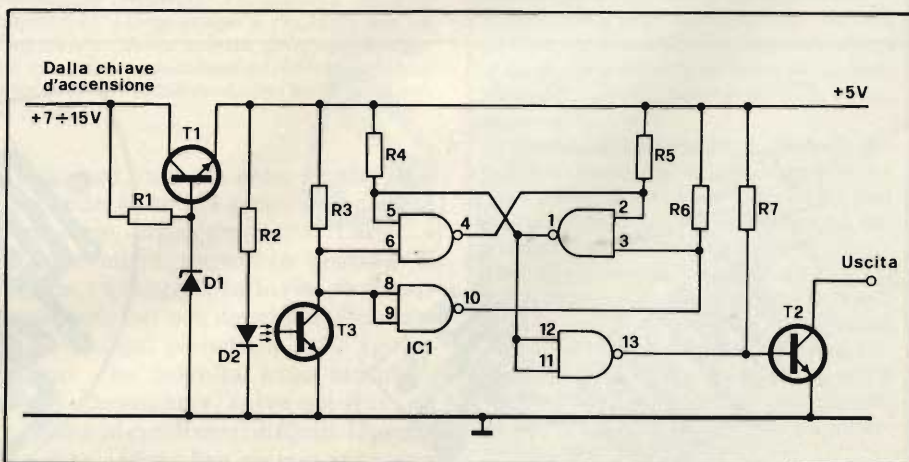 Dalla chiave
d'accensione
+7÷15V
+5V
T1
R1
D1
R2
D2
R3
T3
R4
5
6
4
8
9
10
IC1
1
2
3
R5
R6
R7
12
11
13
T2
Uscita